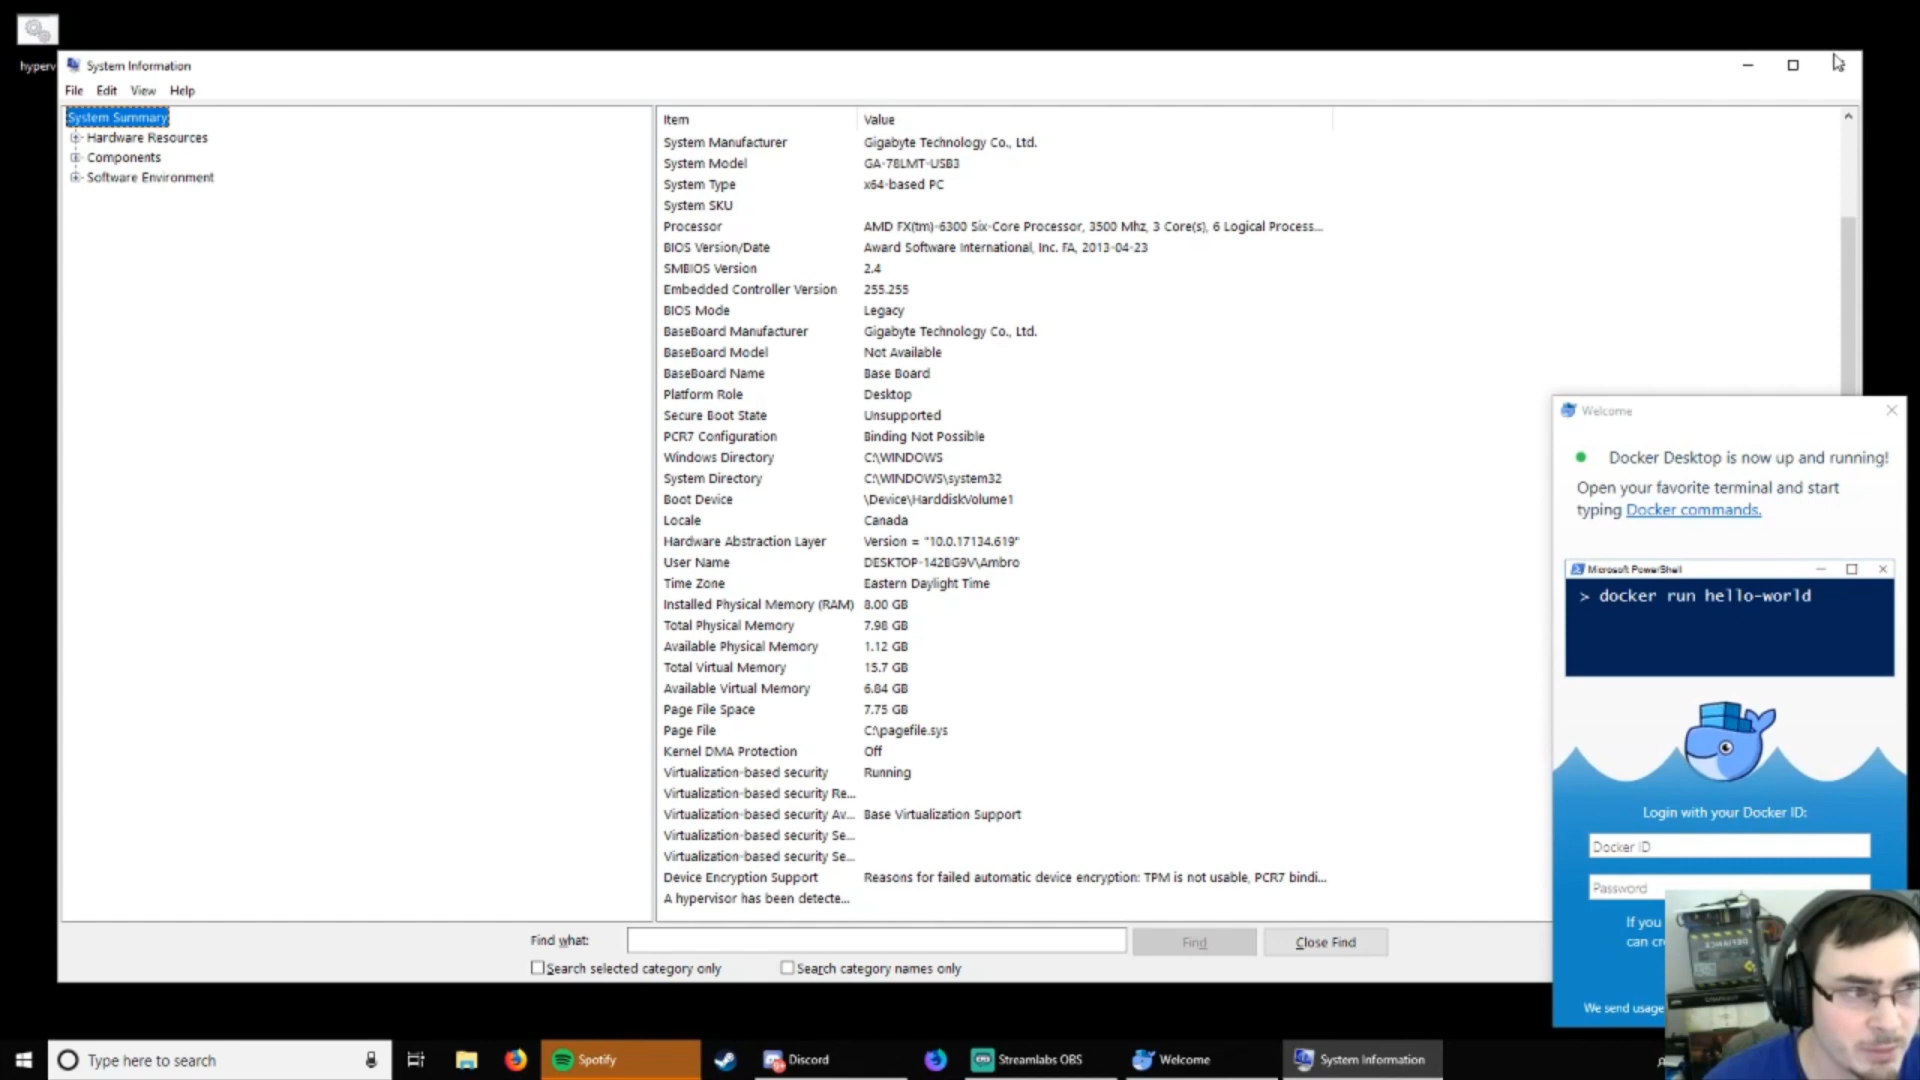 hyperv
System Information
File Edit View Help
System Summary
Hardware Resources
Components
Software Environment
Item Value
System Manufacturer Gigabyte Technology Co., Ltd.
System Model GA-78LMT-USB3
System Type x64-based PC
System SKU
Processor AMD FX(tm)-6300 Six-Core Processor, 3500 Mhz, 3 Core(s), 6 Logical Process...
BIOS Version/Date Award Software International, Inc. FA, 2013-04-23
SMBIOS Version 2.4
Embedded Controller Version 255.255
BIOS Mode Legacy
BaseBoard Manufacturer Gigabyte Technology Co., Ltd.
BaseBoard Model Not Available
BaseBoard Name Base Board
Platform Role Desktop
Secure Boot State Unsupported
PCR7 Configuration Binding Not Possible
Windows Directory C:\WINDOWS
System Directory C:\WINDOWS\system32
Boot Device \Device\HarddiskVolume1
Locale Canada
Hardware Abstraction Layer Version = "10.0.17134.619"
User Name DESKTOP-142BG9V\Ambro
Time Zone Eastern Daylight Time
Installed Physical Memory (RAM) 8.00 GB
Total Physical Memory 7.98 GB
Available Physical Memory 1.12 GB
Total Virtual Memory 15.7 GB
Available Virtual Memory 6.84 GB
Page File Space 7.75 GB
Page File C:\pagefile.sys
Kernel DMA Protection Off
Virtualization-based security Running
Virtualization-based security Re...
Virtualization-based security Av... Base Virtualization Support
Virtualization-based security Se...
Virtualization-based security Se...
Device Encryption Support Reasons for failed automatic device encryption: TPM is not usable, PCR7 bindi...
A hypervisor has been detecte...
Find what: Find Close Find
Search selected category only Search category names only
Welcome
Docker Desktop is now up and running!
Open your favorite terminal and start
typing Docker commands.
Microsoft PowerShell
> docker run hello-world
Login with your Docker ID:
Docker ID
Password
If you
can cr
We send usage
Type here to search Spotify Discord Streamlabs OBS Welcome System Information